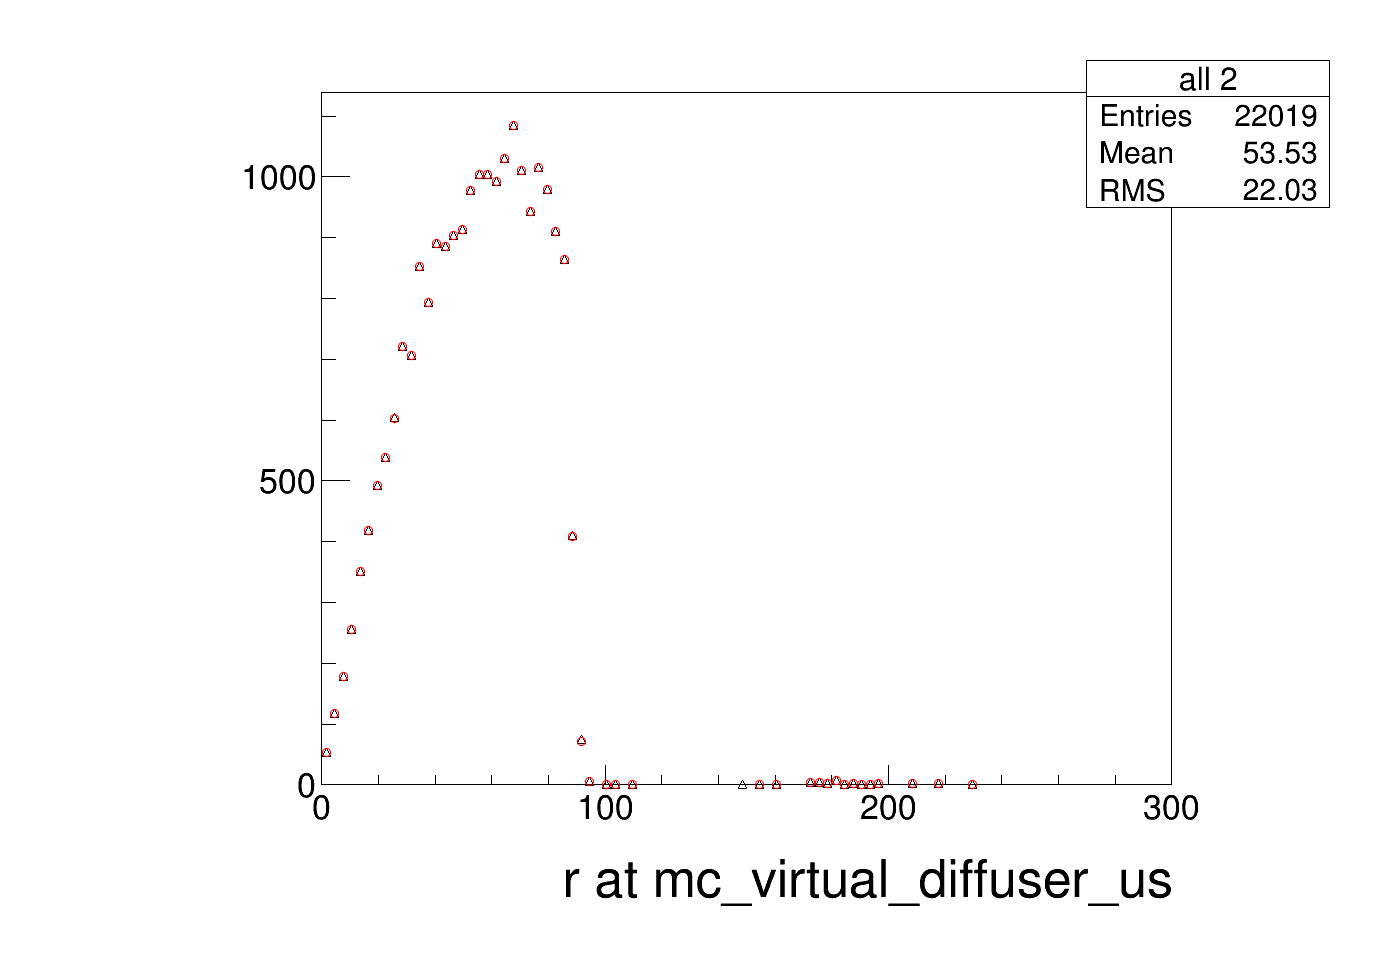 all 2
Entries 22019
Mean 53.53
RMS 22.03
1000
500
0
0 100 200 300
r at mc_virtual_diffuser_us